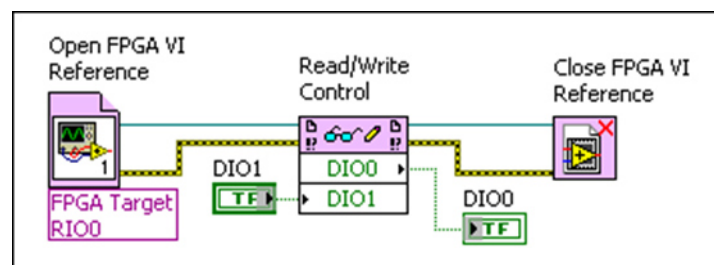 Open FPGA VI
Reference
Read/Write
Control
Close FPGA VI
Reference
1
FPGA Target
RIO0
DIO1
TF
!?
!?
DIO0
DIO1
DIO0
TF